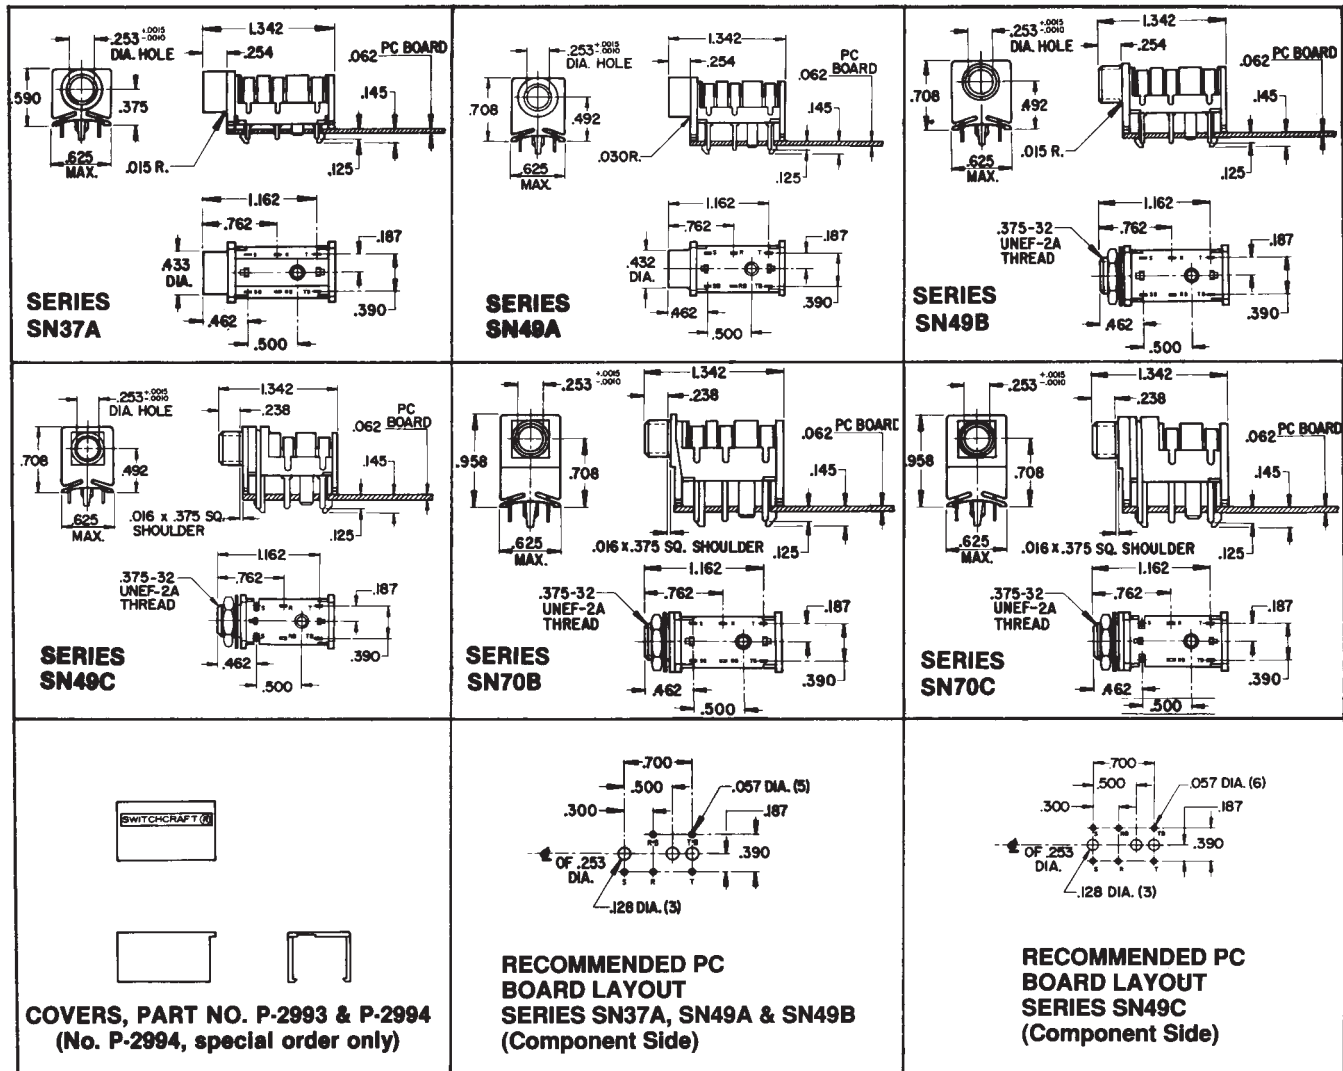 .253 +.0015 -.0010
DIA. HOLE
1.342
.254
PC BOARD
.062
.590
.375
.145
.625
MAX.
.015 R.
.125
1.162
.762
.187
.433
DIA.
S R T
.390
.462
.500
SERIES
SN37A
.253 +.0015 -.0010
DIA. HOLE
1.342
.254
PC
BOARD
.062
.708
.492
.145
.625
MAX.
.030R.
.125
1.162
.762
.187
.432
DIA.
S R T
SB RB TB
.390
.462
.500
SERIES
SN49A
.253 +.0015 -.0010
DIA. HOLE
1.342
.254
PC BOARD
.062
.708
.492
.145
.625
MAX.
.015 R.
.125
1.162
.762
.187
.375-32
UNEF-2A
THREAD
S R T
.390
.462
.500
SERIES
SN49B
.253 +.0015 -.0010
DIA. HOLE
1.342
.238
PC
BOARD
.062
.708
.492
.145
.625
MAX.
.016 x .375 SQ.
SHOULDER
.125
1.162
.762
.187
.375-32
UNEF-2A
THREAD
S R T
S RB TB
.390
.462
.500
SERIES
SN49C
.253 +.0015 -.0010
1.342
.238
PC BOARD
.062
.958
.708
.145
.625
MAX.
.016 x .375 SQ. SHOULDER
.125
1.162
.762
.187
.375-32
UNEF-2A
THREAD
S R T
.390
.462
.500
SERIES
SN70B
.253 +.0015 -.0010
1.342
.238
PC BOARD
.062
.958
.708
.145
.625
MAX.
.016 x .375 SQ. SHOULDER
.125
1.162
.762
.187
.375-32
UNEF-2A
THREAD
S R T
.390
.462
.500
SERIES
SN70C
SWITCHCRAFT ®
COVERS, PART NO. P-2993 & P-2994
(No. P-2994, special order only)
.700
.500
.057 DIA. (5)
.300
.187
RB TB
.390
OF .253
DIA.
S R T
.128 DIA. (3)
RECOMMENDED PC
BOARD LAYOUT
SERIES SN37A, SN49A & SN49B
(Component Side)
.700
.500
.057 DIA. (6)
.300
.187
S RB TB
.390
OF .253
DIA.
S R T
.128 DIA. (3)
RECOMMENDED PC
BOARD LAYOUT
SERIES SN49C
(Component Side)